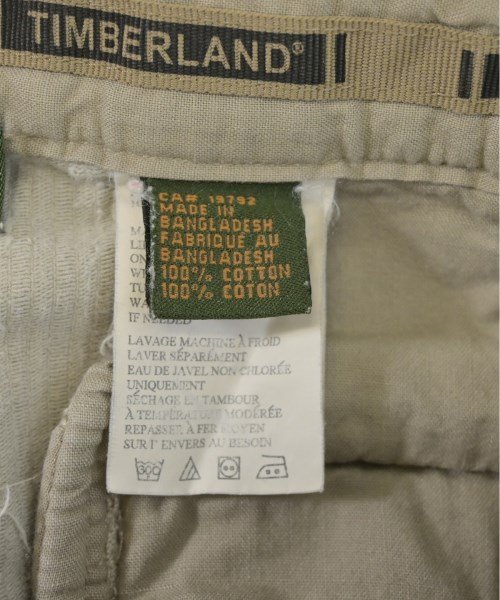 TIMBERLAND®
CA# 19792
MADE IN
BANGLADESH
FABRIQUÉ AU
BANGLADESH
100% COTTON
100% COTON
IF NEEDED
LAVAGE MACHINE À FROID
LAVER SÉPARÉMENT
EAU DE JAVEL NON CHLORÉE
UNIQUEMENT
SÉCHAGE EN TAMBOUR
À TEMPÉRATURE MODÉRÉE
REPASSER À FER MOYEN
SUR l' ENVERS AU BESOIN